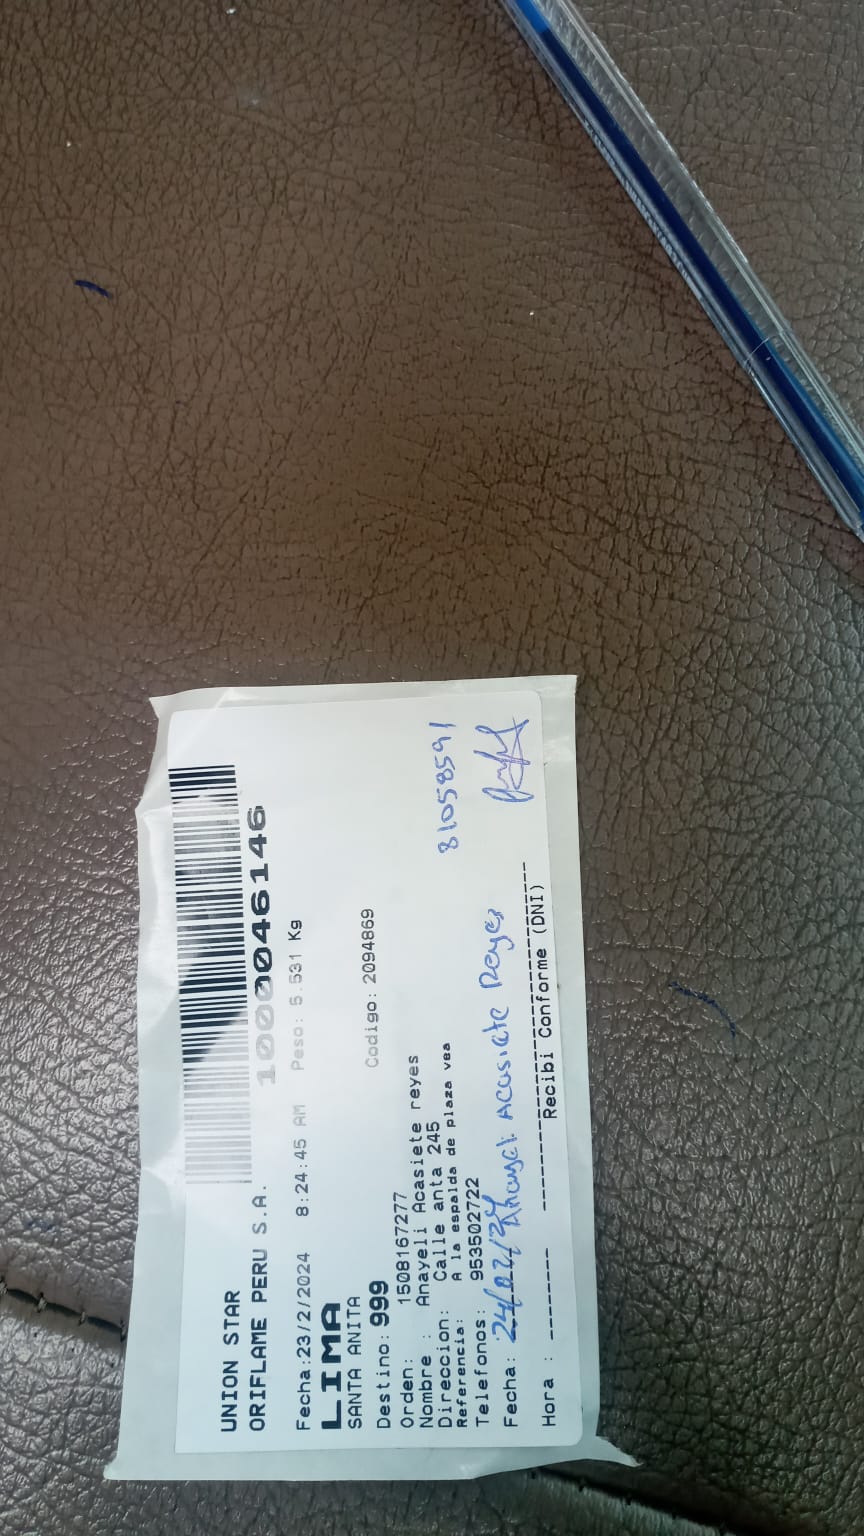 UNION STAR
ORIFLAME PERU S.A.
1000046146
Fecha:23/2/2024 8:24:45 AM Peso: 5.531 Kg
LIMA
SANTA ANITA
Destino: 999 Codigo: 2094869
Orden: 1508167277
Nombre : Anayeli Acasiete reyes
Direccion: Calle anta 245
Referencia: A la espalda de plaza vea
Telefonos: 953502722
81058591
Fecha: 24/02/24 Anayeli Acasiete Reyes
Hora : Recibi Conforme (DNI)